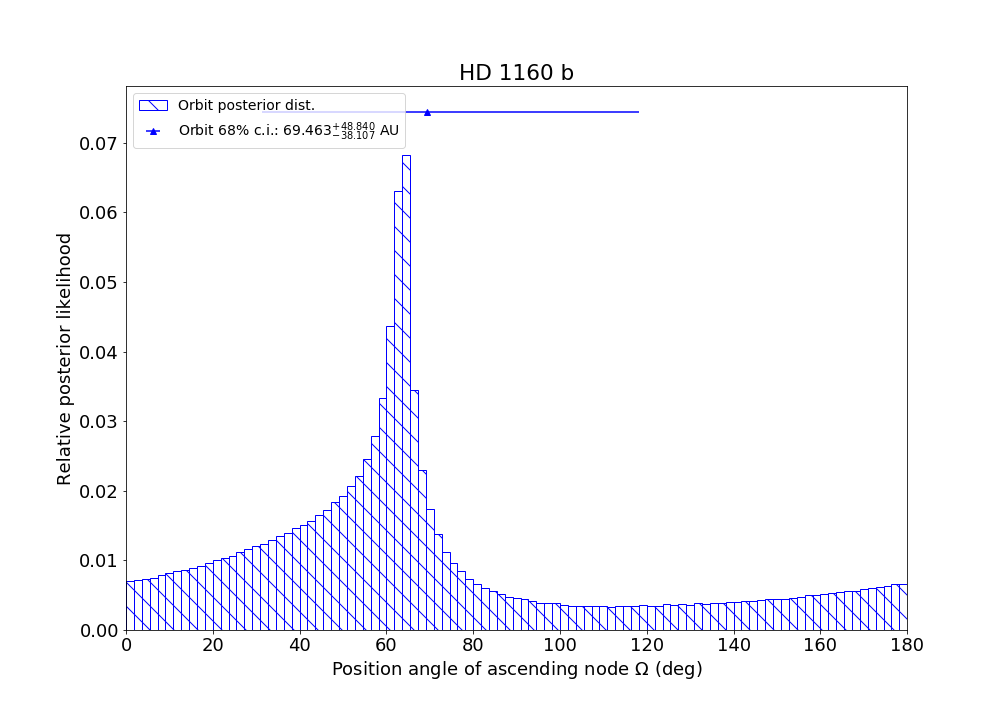 HD 1160 b
Orbit posterior dist.
Orbit 68% c.i.: 69.463$^{+48.840}_{-38.107}$ AU
Relative posterior likelihood
0.07
0.06
0.05
0.04
0.03
0.02
0.01
0.00
0 20 40 60 80 100 120 140 160 180
Position angle of ascending node Ω (deg)